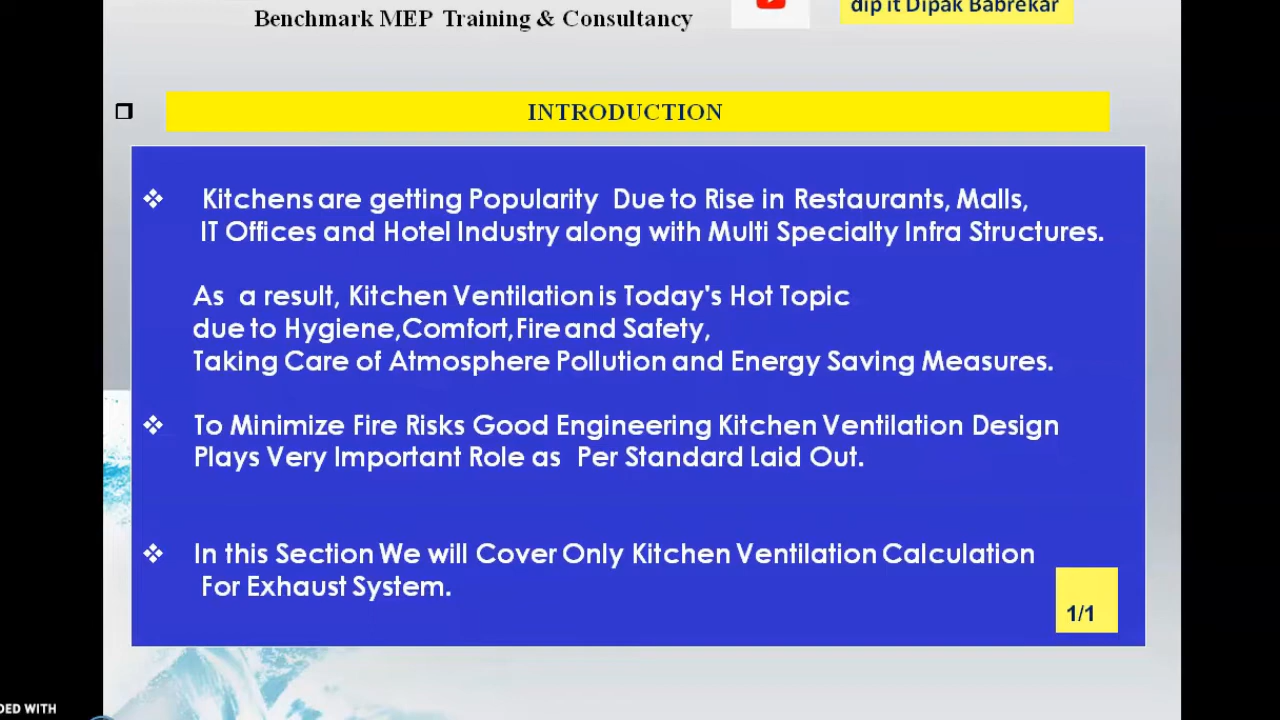 Benchmark MEP Training & Consultancy
dip it Dipak Babrekar
INTRODUCTION
Kitchens are getting Popularity Due to Rise in Restaurants, Malls,
IT Offices and Hotel Industry along with Multi Specialty Infra Structures.
As a result, Kitchen Ventilation is Today's Hot Topic
due to Hygiene,Comfort,Fire and Safety,
Taking Care of Atmosphere Pollution and Energy Saving Measures.
To Minimize Fire Risks Good Engineering Kitchen Ventilation Design
Plays Very Important Role as Per Standard Laid Out.
In this Section We will Cover Only Kitchen Ventilation Calculation
For Exhaust System.
1/1
DED WITH